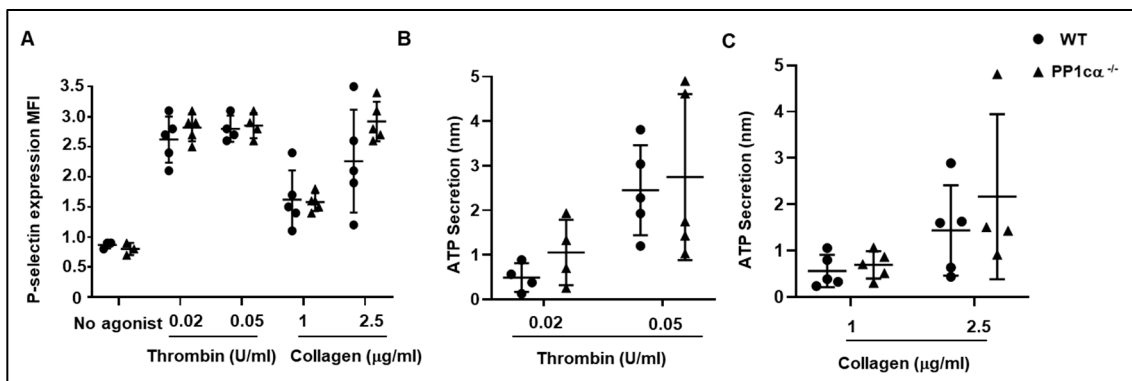 A
B
C
WT
PP1cα -/-
P-selectin expression MFI
3.5
3.0
2.5
2.0
1.5
1.0
0.5
0.0
No agonist 0.02 0.05 1 2.5
Thrombin (U/ml) Collagen (μg/ml)
ATP Secretion (nm)
5
4
3
2
1
0
0.02 0.05
Thrombin (U/ml)
ATP Secretion (nm)
5
4
3
2
1
0
1 2.5
Collagen (μg/ml)